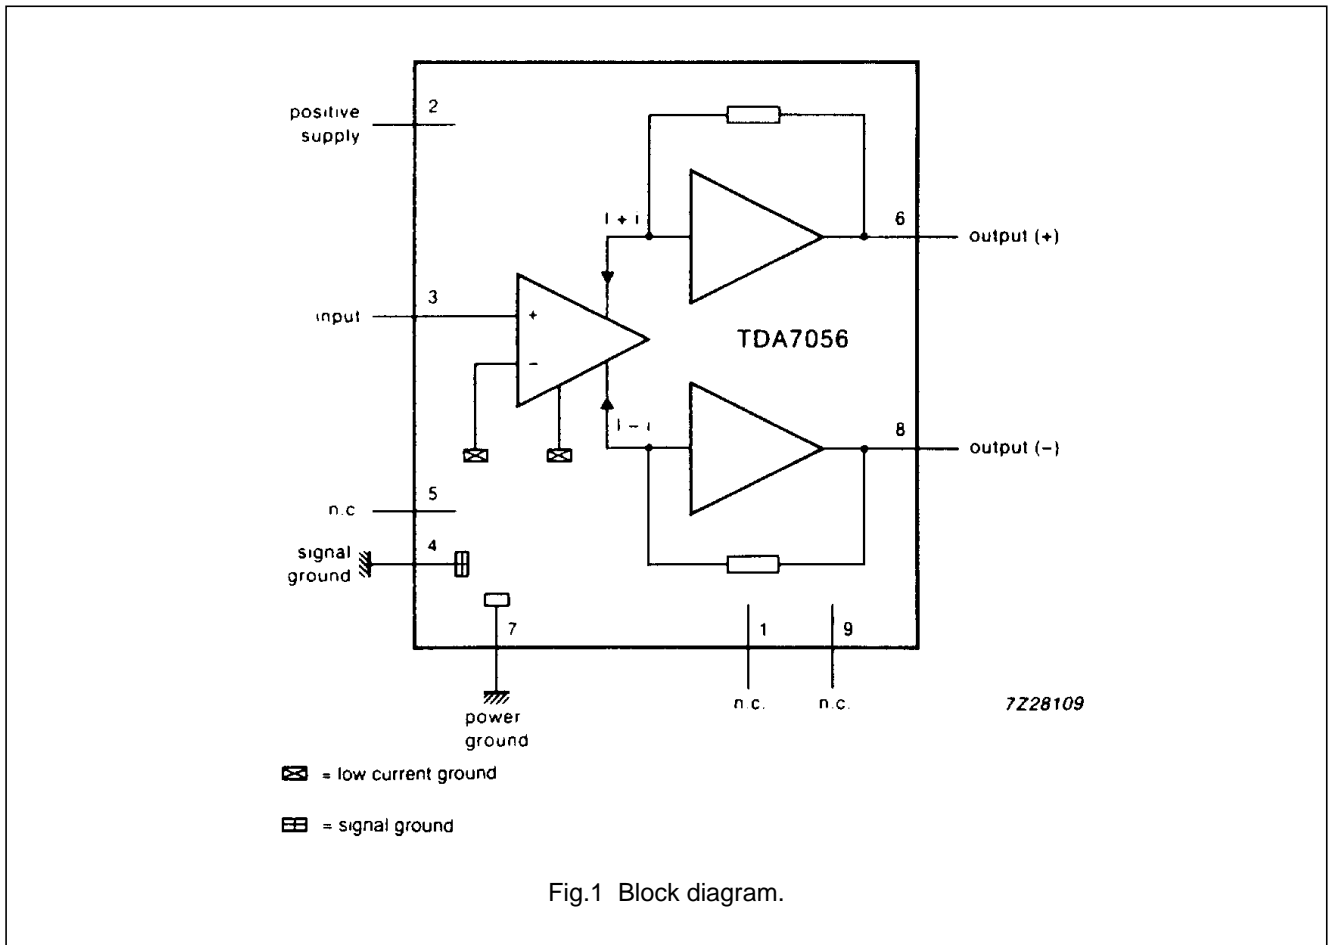 positive
supply
2
I + i
6
output (+)
3
input
+
−
TDA7056
I − i
8
output (−)
5
n.c
4
signal
ground
7
power
ground
1
9
n.c.
n.c.
7Z28109
= low current ground
= signal ground
Fig.1 Block diagram.